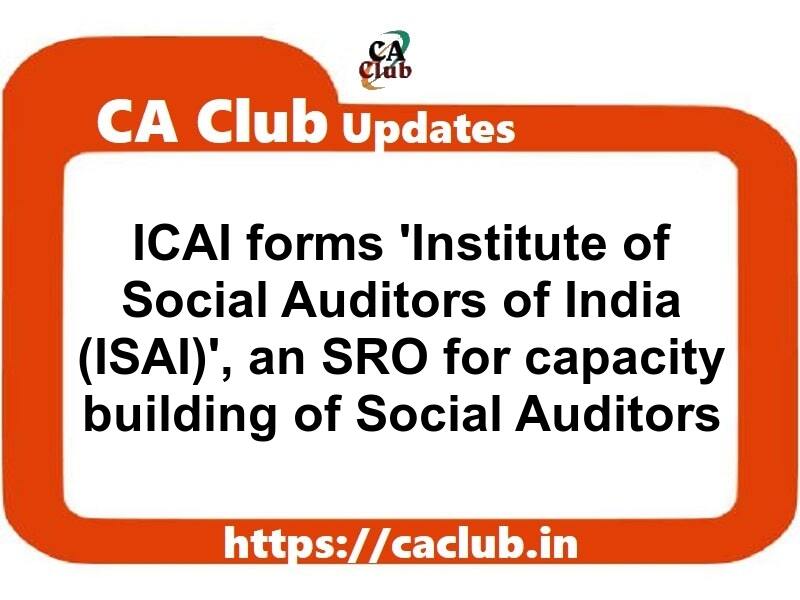 CA
Club
CA Club Updates
ICAI forms 'Institute of
Social Auditors of India
(ISAI)', an SRO for capacity
building of Social Auditors
https://caclub.in